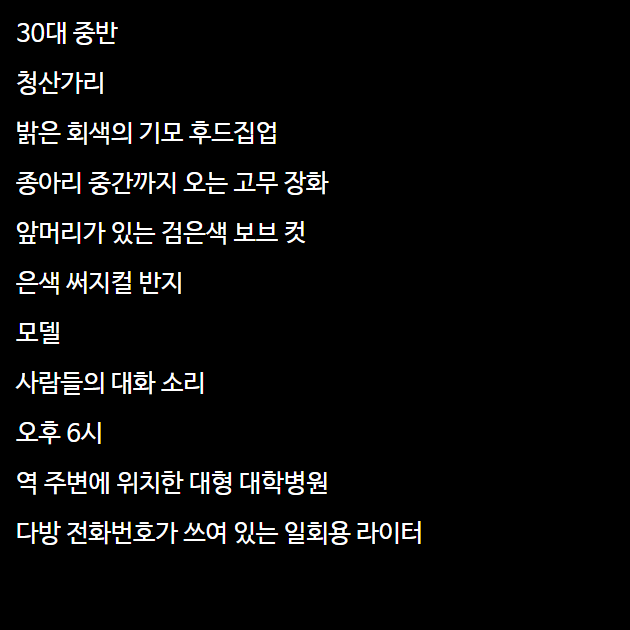 30대 중반
청산가리
밝은 회색의 기모 후드집업
종아리 중간까지 오는 고무 장화
앞머리가 있는 검은색 보브 컷
은색 써지컬 반지
모델
사람들의 대화 소리
오후 6시
역 주변에 위치한 대형 대학병원
다방 전화번호가 쓰여 있는 일회용 라이터